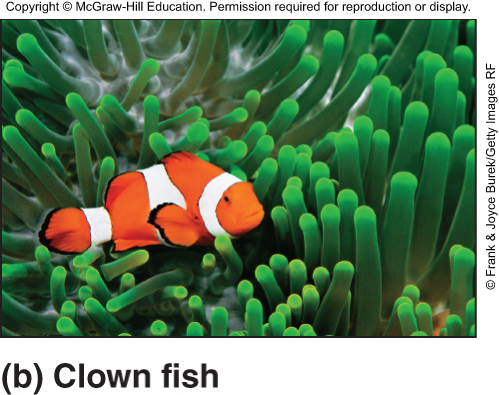 Copyright © McGraw-Hill Education. Permission required for reproduction or display.
© Frank & Joyce Burek/Getty Images RF
(b) Clown fish